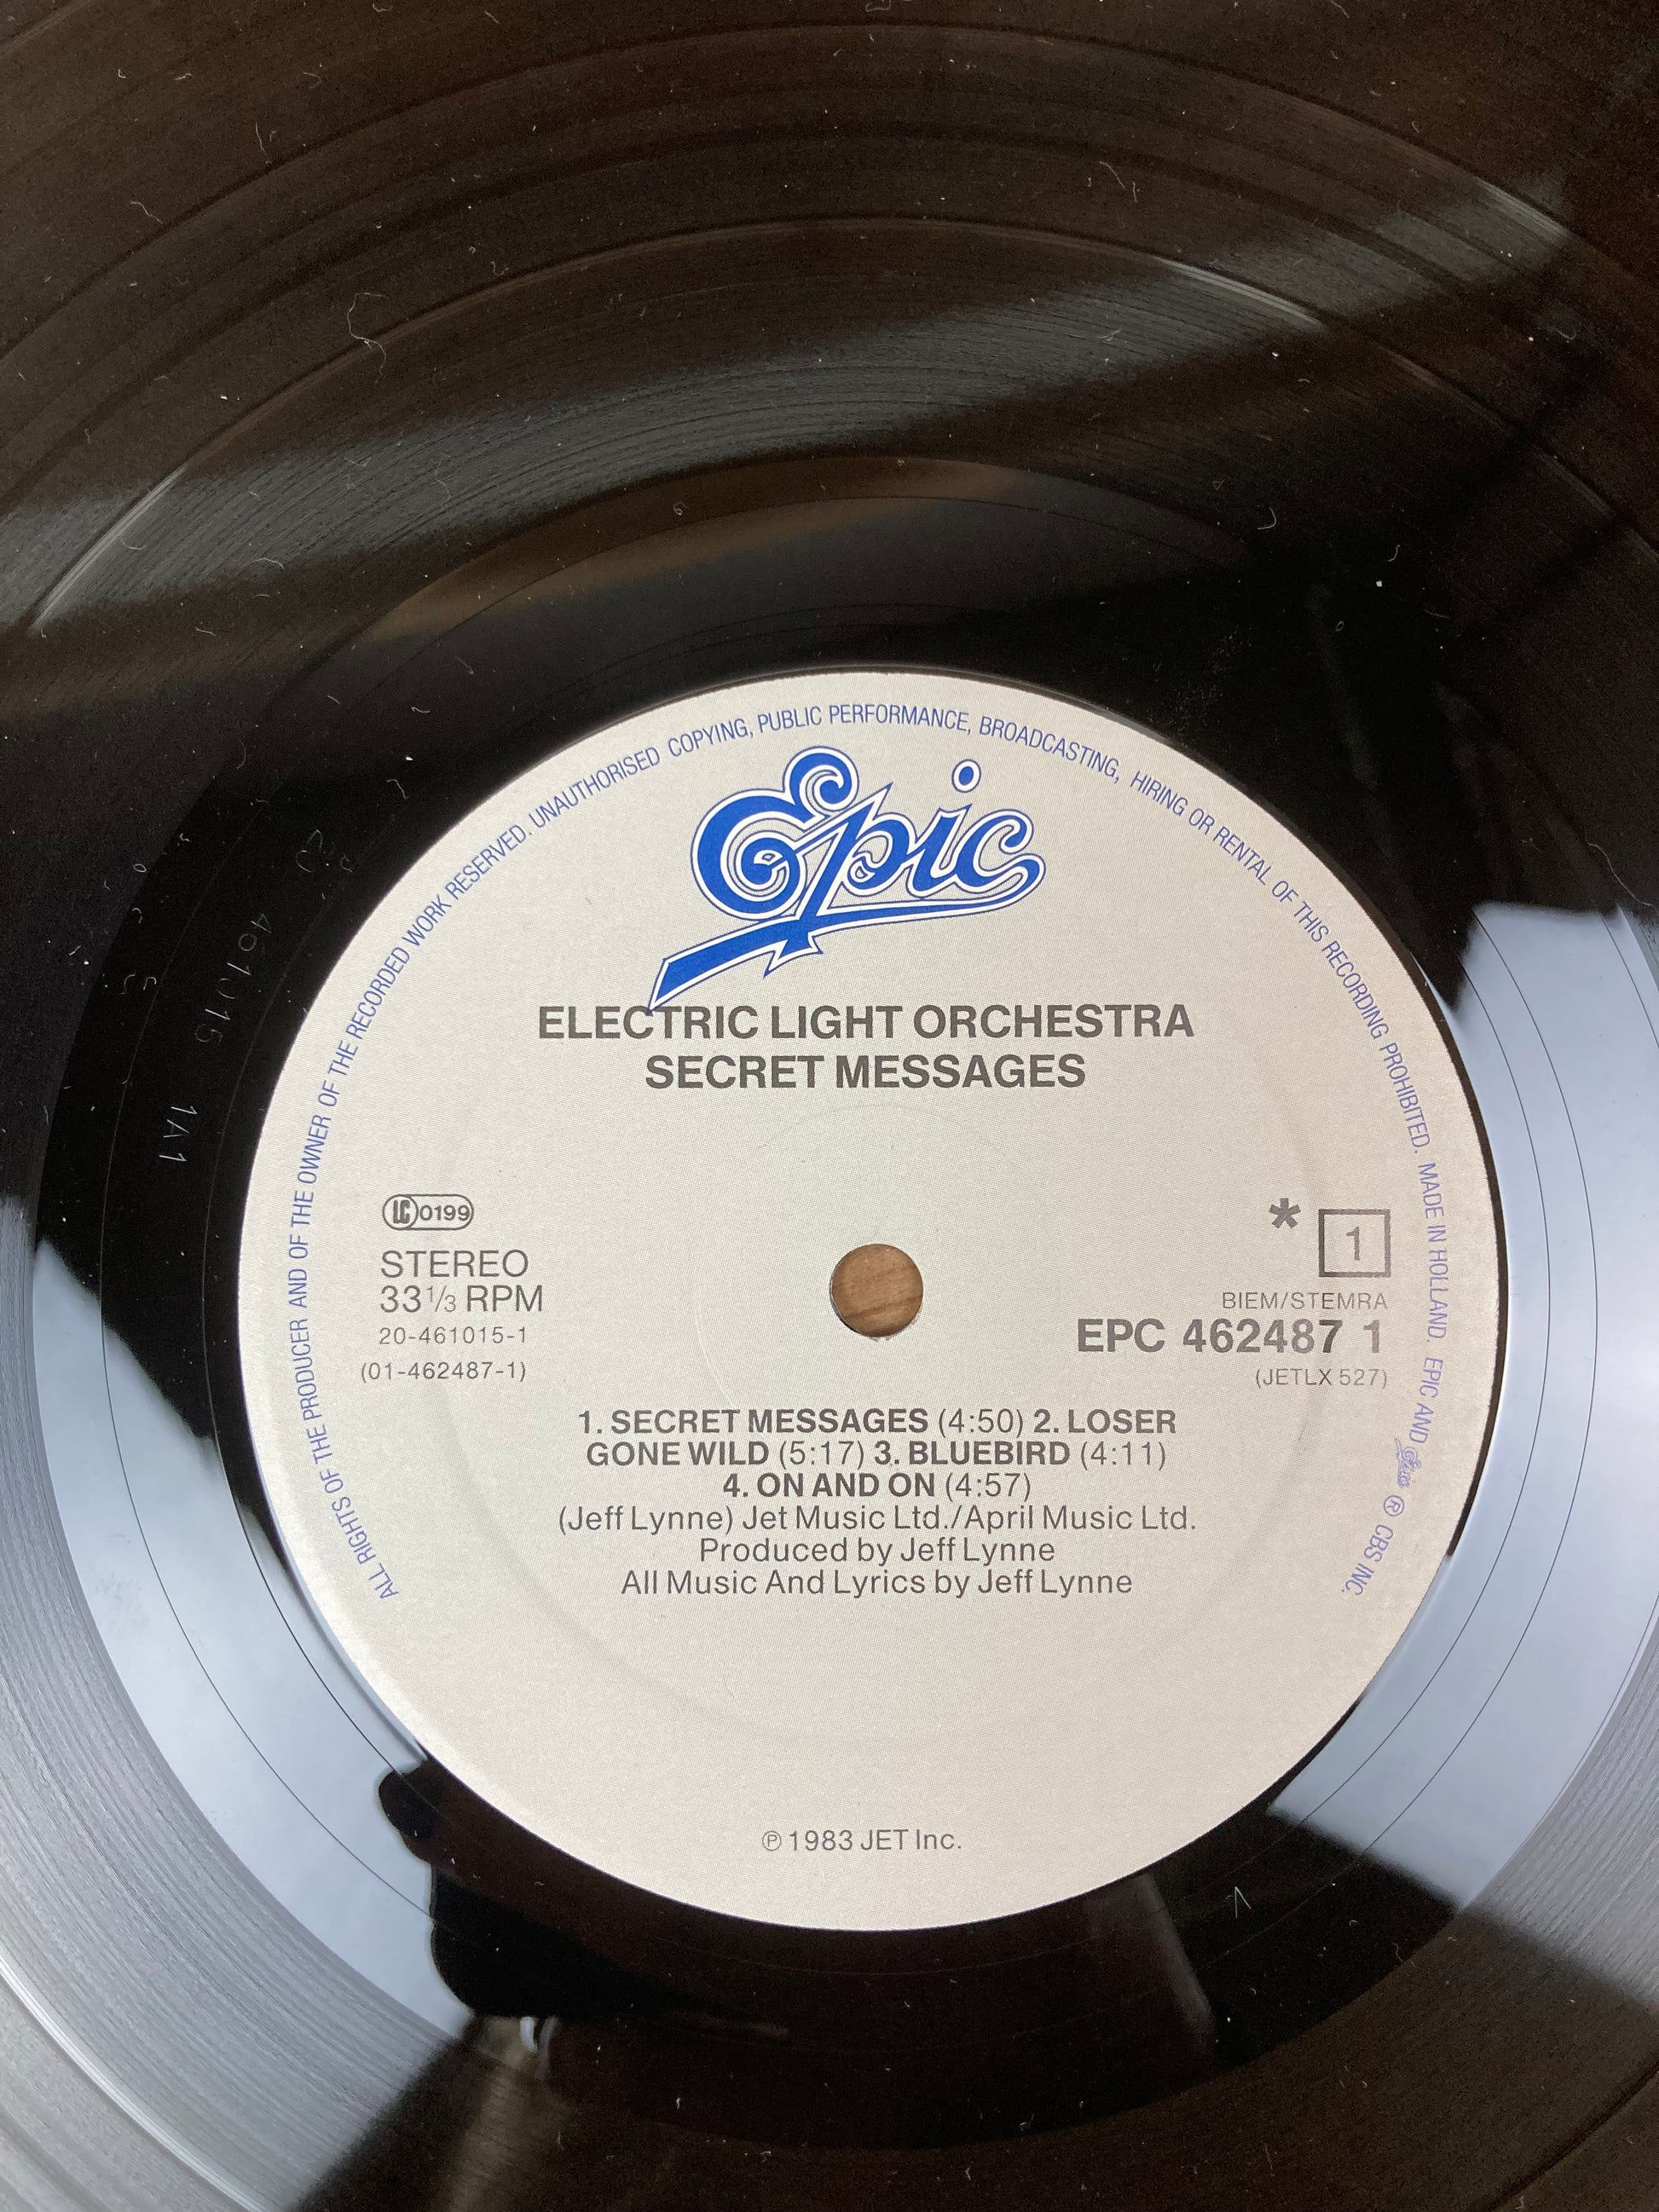 ALL RIGHTS OF THE PRODUCER AND OF THE OWNER OF THE RECORDED WORK RESERVED. UNAUTHORISED COPYING, PUBLIC PERFORMANCE, BROADCASTING, HIRING OR RENTAL OF THIS RECORDING PROHIBITED. MADE IN HOLLAND. EPIC AND Epic ® CBS INC.
Epic
ELECTRIC LIGHT ORCHESTRA
SECRET MESSAGES
LC 0199
STEREO
33 1/3 RPM
20-461015-1
(01-462487-1)
* 1
BIEM/STEMRA
EPC 462487 1
(JETLX 527)
1. SECRET MESSAGES (4:50) 2. LOSER
GONE WILD (5:17) 3. BLUEBIRD (4:11)
4. ON AND ON (4:57)
(Jeff Lynne) Jet Music Ltd./April Music Ltd.
Produced by Jeff Lynne
All Music And Lyrics by Jeff Lynne
℗ 1983 JET Inc.
1A1